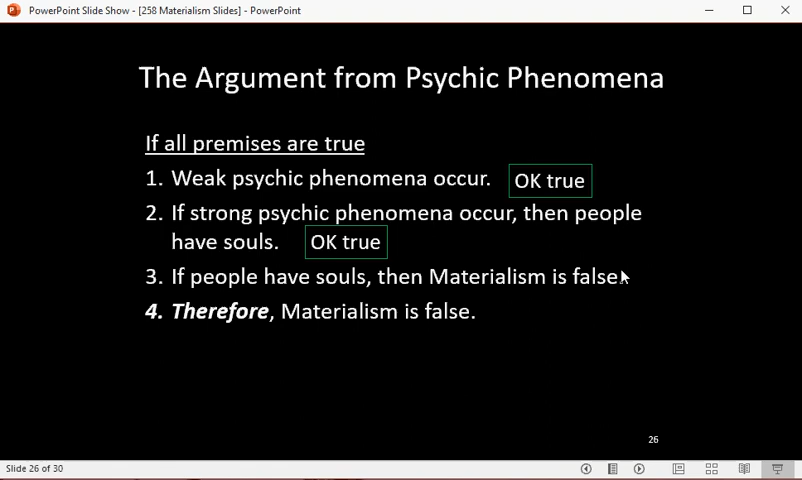 PowerPoint Slide Show - [258 Materialism Slides] - PowerPoint
The Argument from Psychic Phenomena
If all premises are true
1. Weak psychic phenomena occur. OK true
2. If strong psychic phenomena occur, then people
have souls. OK true
3. If people have souls, then Materialism is false.
4. Therefore, Materialism is false.
26
Slide 26 of 30